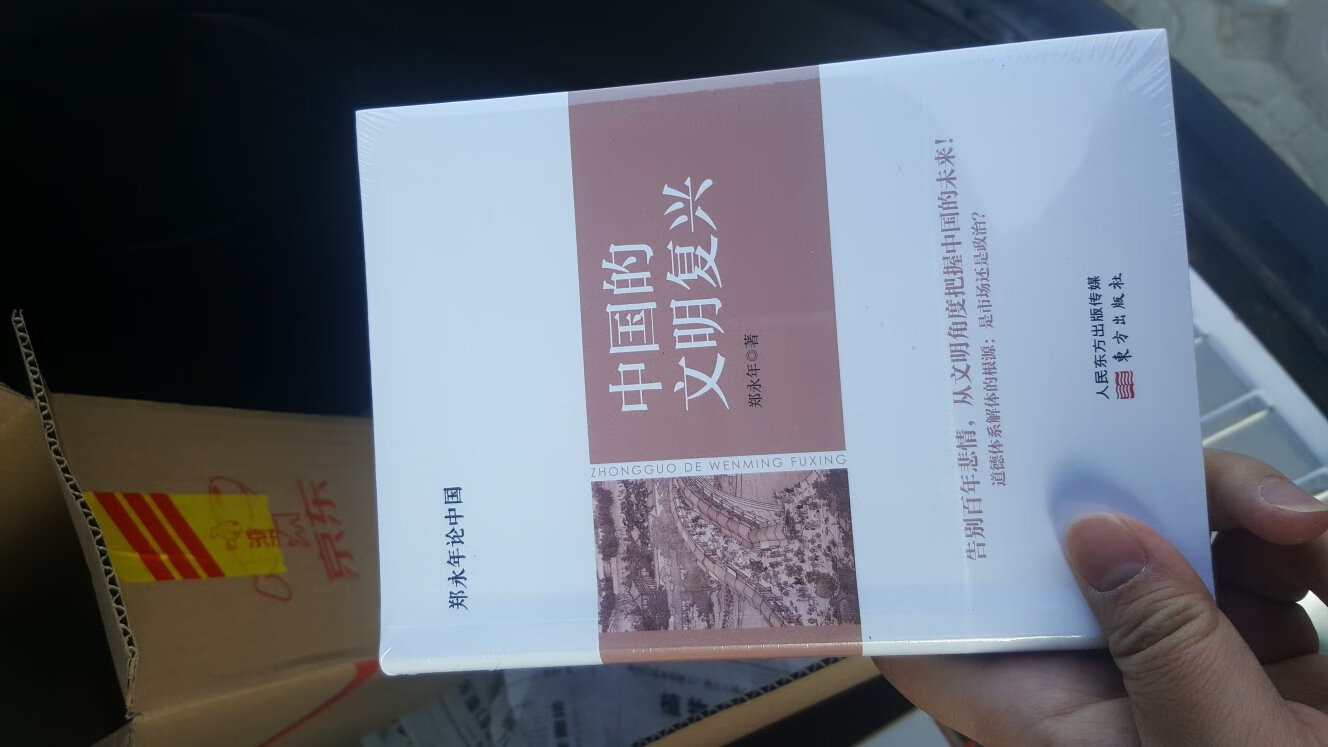 郑永年论中国
中国的
文明复兴
郑永年◎著
ZHONGGUO DE WENMING FUXING
告别百年悲情，从文明角度把握中国的未来！
道德体系解体的根源：是市场还是政治？
人民东方出版传媒
东方出版社
京东